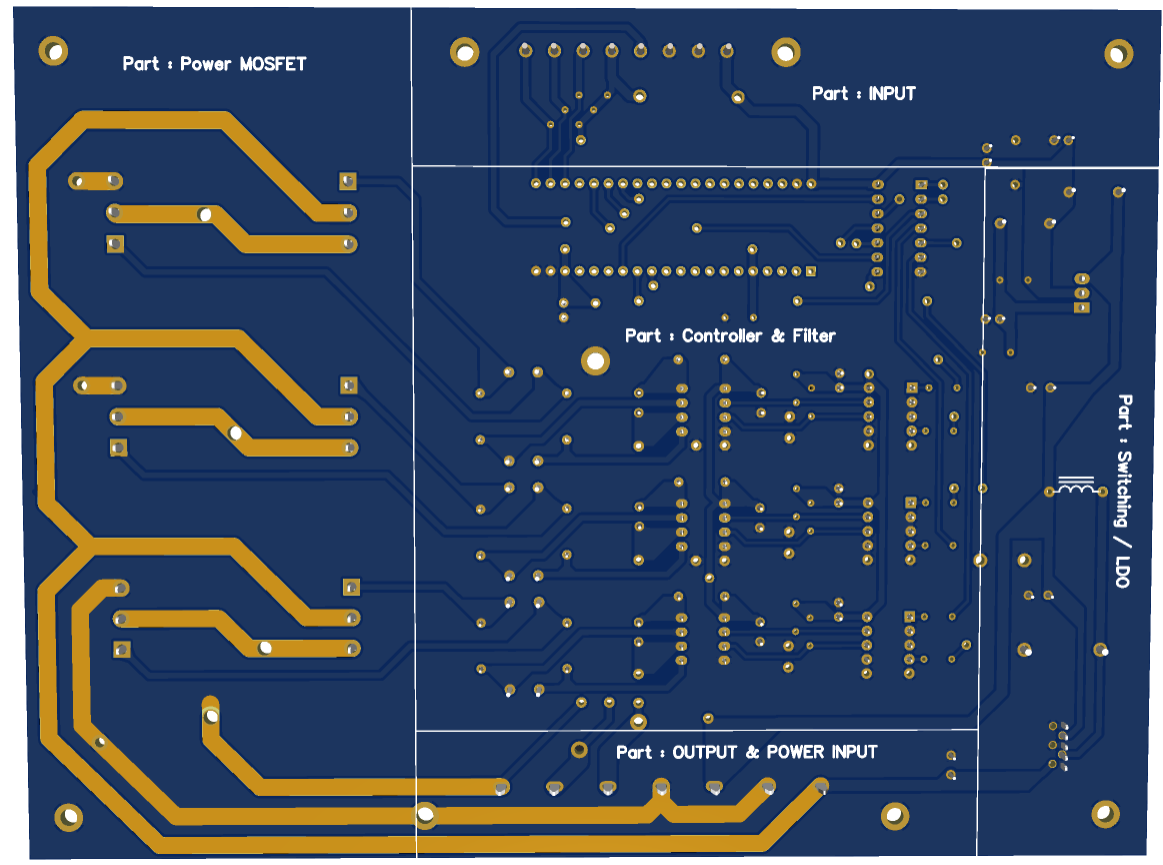 Part : Power MOSFET
Part : INPUT
Part : Controller & Filter
Part : Switching / LDO
Part : OUTPUT & POWER INPUT